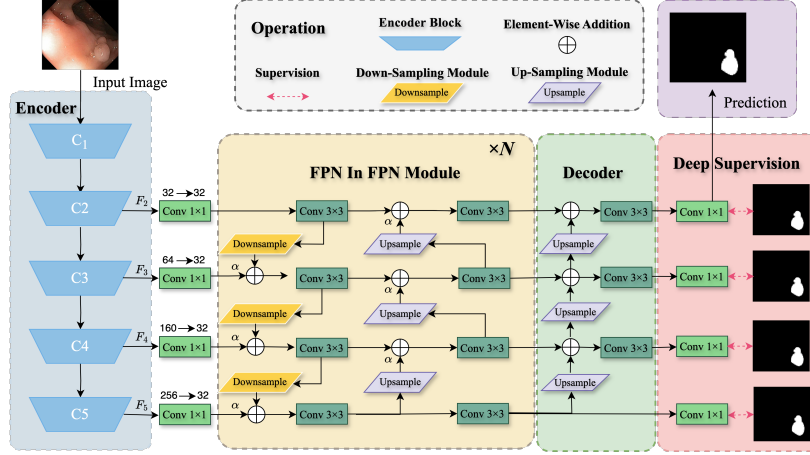 Operation
Encoder Block
Element-Wise Addition
Supervision
Down-Sampling Module
Up-Sampling Module
Downsample
Upsample
Input Image
Prediction
Encoder
C1
C2
C3
C4
C5
F2
F3
F4
F5
32→32
Conv 1×1
64→32
Conv 1×1
160→32
Conv 1×1
256→32
Conv 1×1
×N
FPN In FPN Module
Conv 3×3
α
Conv 3×3
Downsample
Upsample
α
Conv 3×3
α
Conv 3×3
Downsample
Upsample
α
Conv 3×3
α
Conv 3×3
Downsample
Upsample
α
Conv 3×3
Conv 3×3
Decoder
Conv 3×3
Upsample
Conv 3×3
Upsample
Conv 3×3
Upsample
Deep Supervision
Conv 1×1
Conv 1×1
Conv 1×1
Conv 1×1